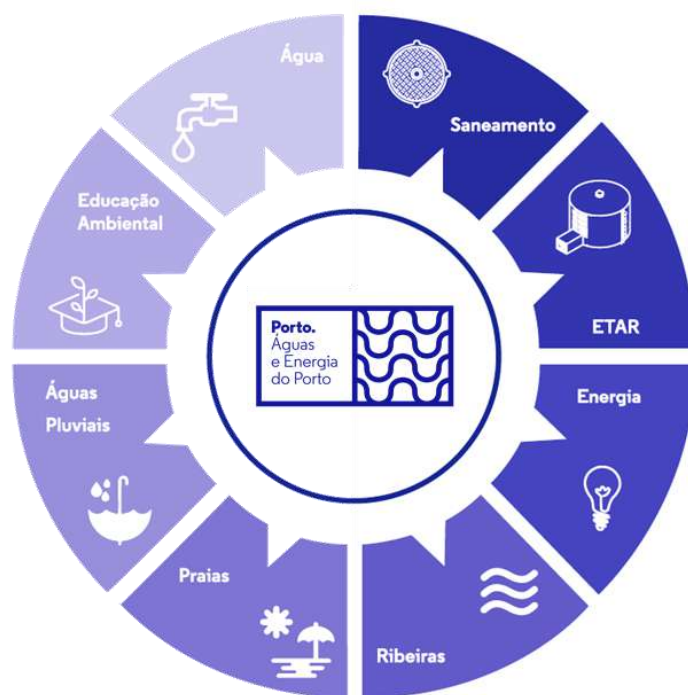 Água
Saneamento
ETAR
Energia
Ribeiras
Praias
Águas
Pluviais
Educação
Ambiental
Porto.
Águas
e Energia
do Porto